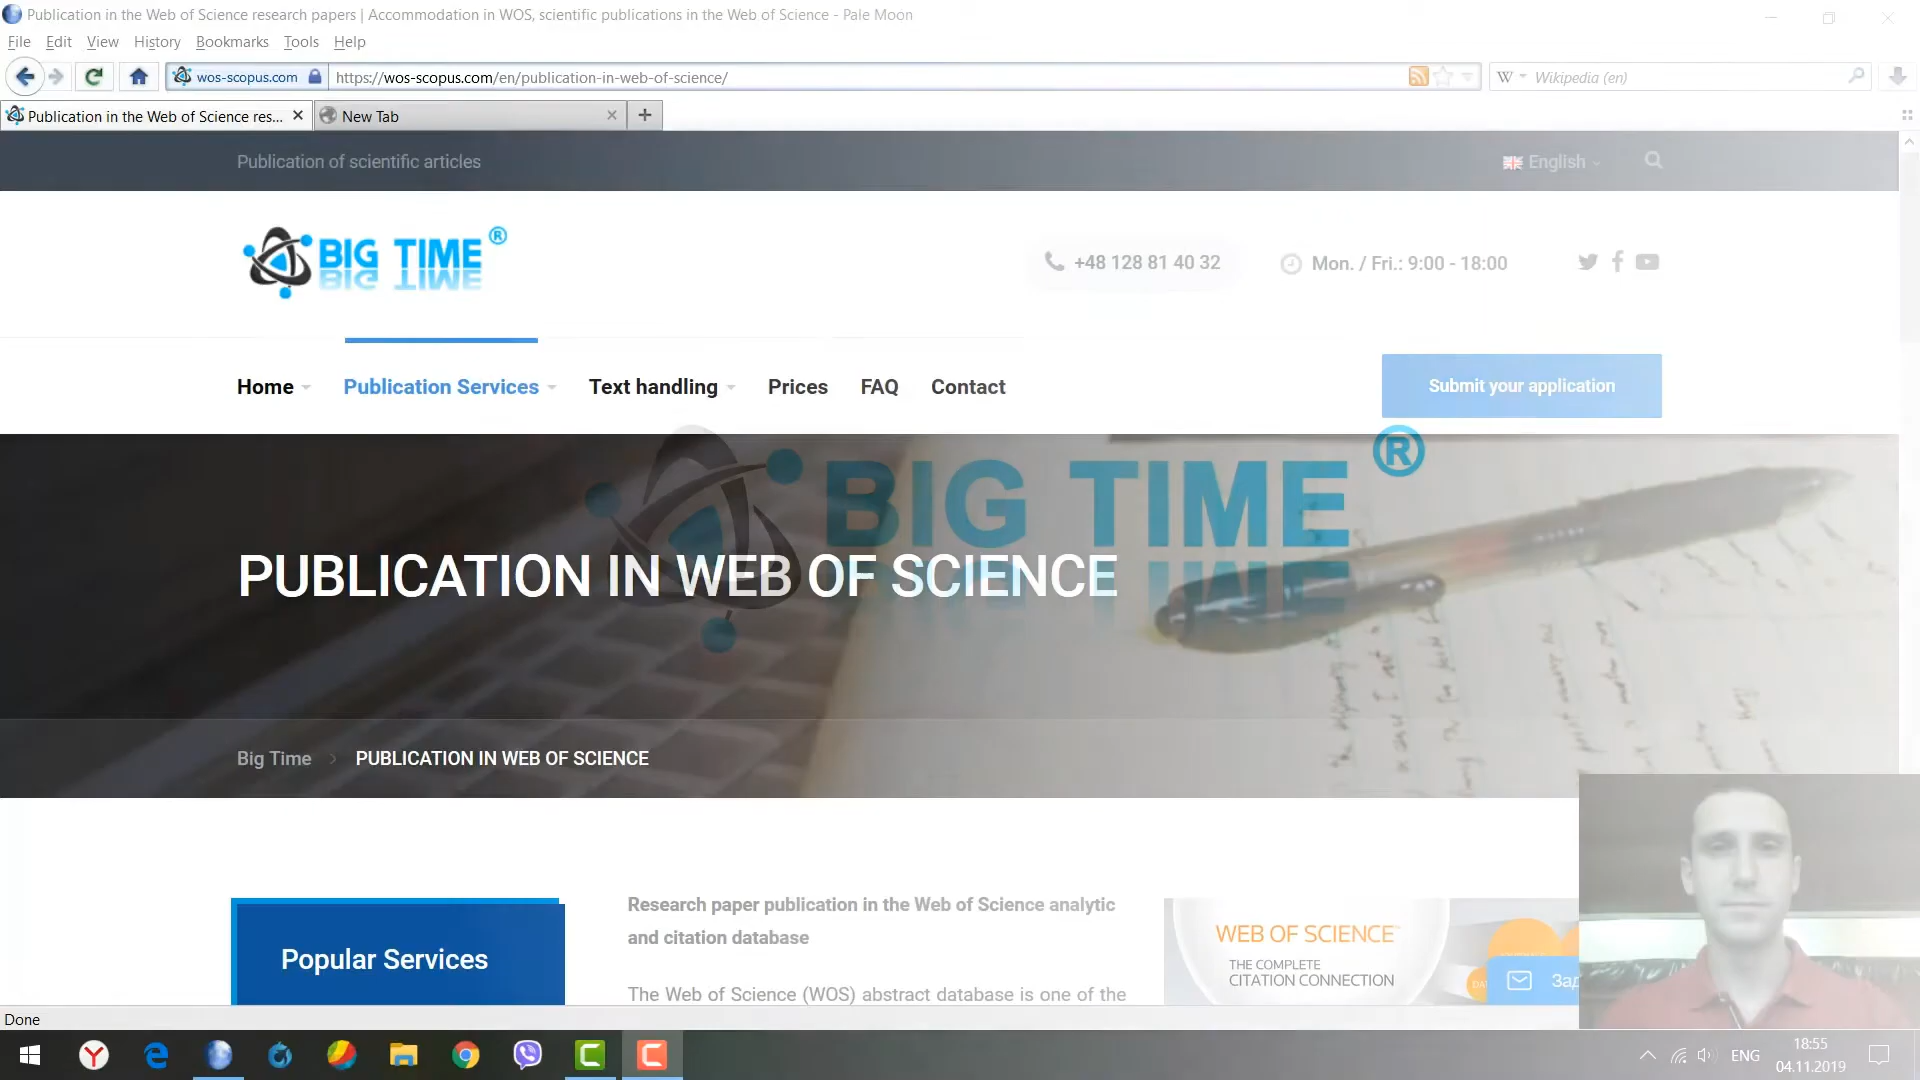 Publication in the Web of Science research papers | Accommodation in WOS, scientific publications in the Web of Science - Pale Moon
File Edit View History Bookmarks Tools Help
wos-scopus.com https://wos-scopus.com/en/publication-in-web-of-science/ W Wikipedia (en)
Publication in the Web of Science res... New Tab
Publication of scientific articles English
BIG TIME ® +48 128 81 40 32 Mon. / Fri.: 9:00 - 18:00
Home Publication Services Text handling Prices FAQ Contact Submit your application
BIG TIME ®
PUBLICATION IN WEB OF SCIENCE
Big Time > PUBLICATION IN WEB OF SCIENCE
Popular Services
Research paper publication in the Web of Science analytic
and citation database
The Web of Science (WOS) abstract database is one of the
WEB OF SCIENCE™
THE COMPLETE
CITATION CONNECTION
Зад
Done
ENG 18:55
04.11.2019